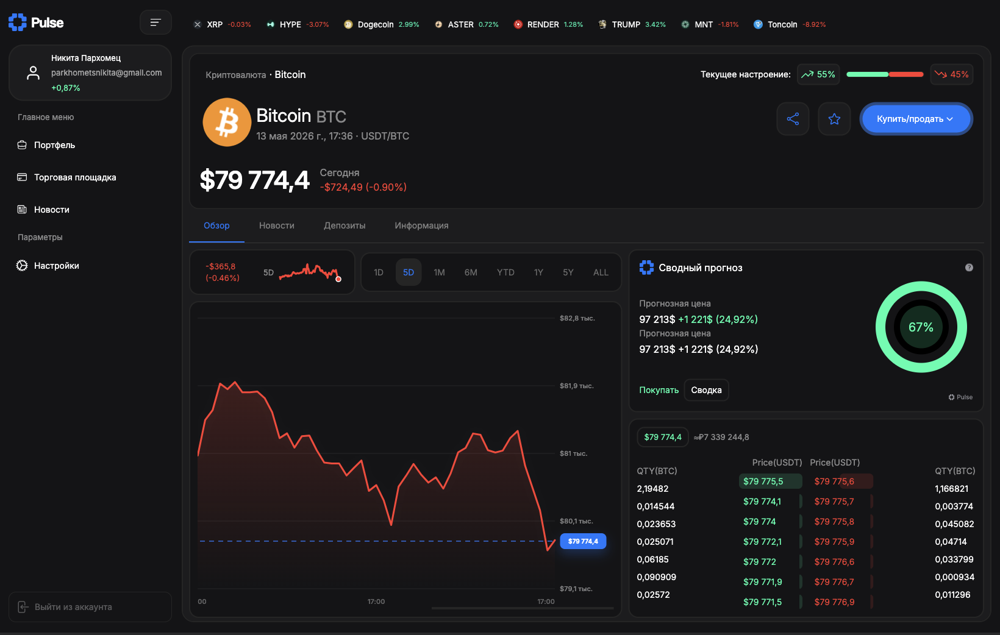 Pulse
XRP -0.03% HYPE -3.07% Dogecoin 2.99% ASTER 0.72% RENDER 1.28% TRUMP 3.42% MNT -1.81% Toncoin -8.92%
Никита Пархомец
parkhometsnikita@gmail.com
+0,87%
Главное меню
Портфель
Торговая площадка
Новости
Параметры
Настройки
Выйти из аккаунта
Криптовалюта · Bitcoin
Текущее настроение: 55% 45%
Bitcoin BTC
13 мая 2026 г., 17:36 · USDT/BTC
Купить/продать
$79 774,4
Сегодня
-$724,49 (-0.90%)
Обзор Новости Депозиты Информация
-$365,8
(-0.46%)
5D
1D 5D 1M 6M YTD 1Y 5Y ALL
$82,8 тыс.
$81,9 тыс.
$81 тыс.
$80,1 тыс.
$79 774,4
$79,1 тыс.
00 17:00 17:00
Сводный прогноз
?
Прогнозная цена
97 213$ +1 221$ (24,92%)
Прогнозная цена
97 213$ +1 221$ (24,92%)
67%
Покупать Сводка
Pulse
$79 774,4 ≈₽7 339 244,8
Price(USDT) Price(USDT)
QTY(BTC) QTY(BTC)
2,19482 $79 775,5 $79 775,6 1,166821
0,014544 $79 774,1 $79 775,7 0,003774
0,023653 $79 774 $79 775,8 0,045082
0,025071 $79 772,1 $79 775,9 0,04714
0,06185 $79 772 $79 776,6 0,033799
0,090909 $79 771,9 $79 776,7 0,000934
0,02572 $79 771,5 $79 776,9 0,011296